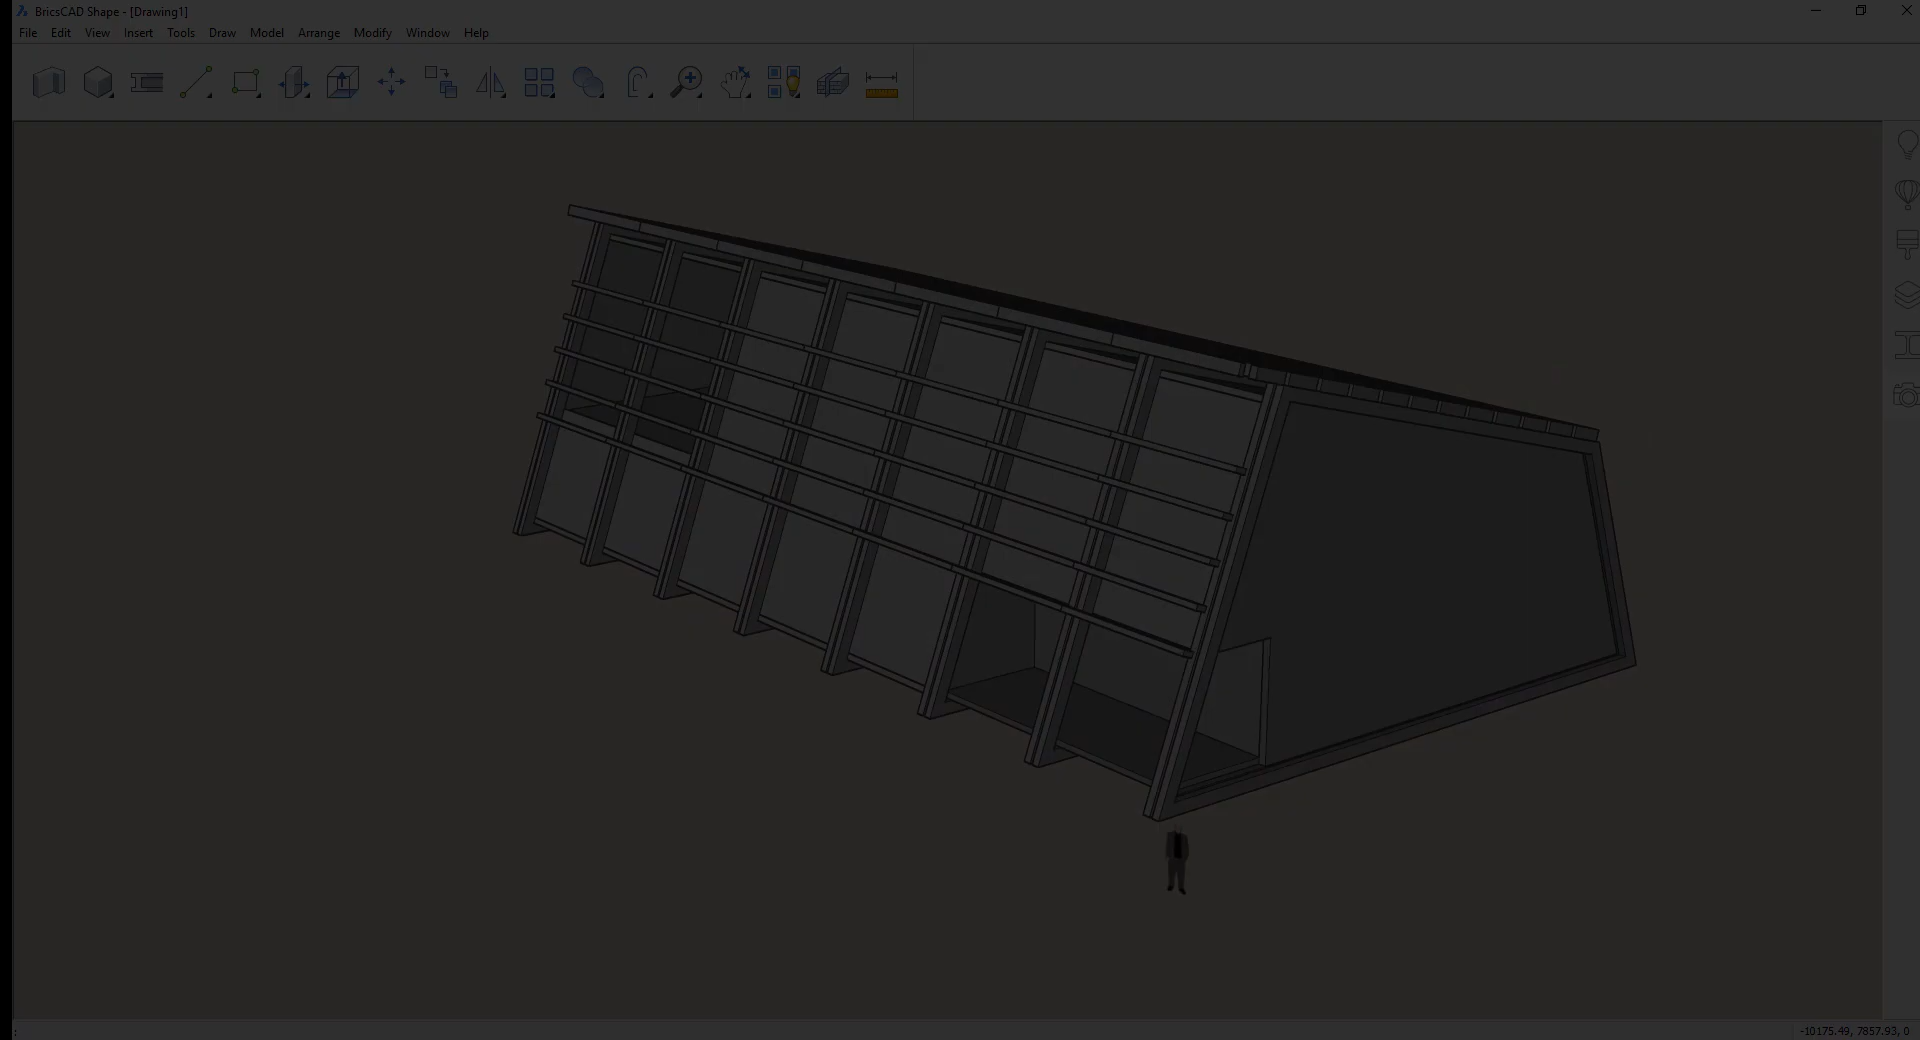 BricsCAD Shape - [Drawing1]
File Edit View Insert Tools Draw Model Arrange Modify Window Help
:
-10175.49, 7857.93, 0